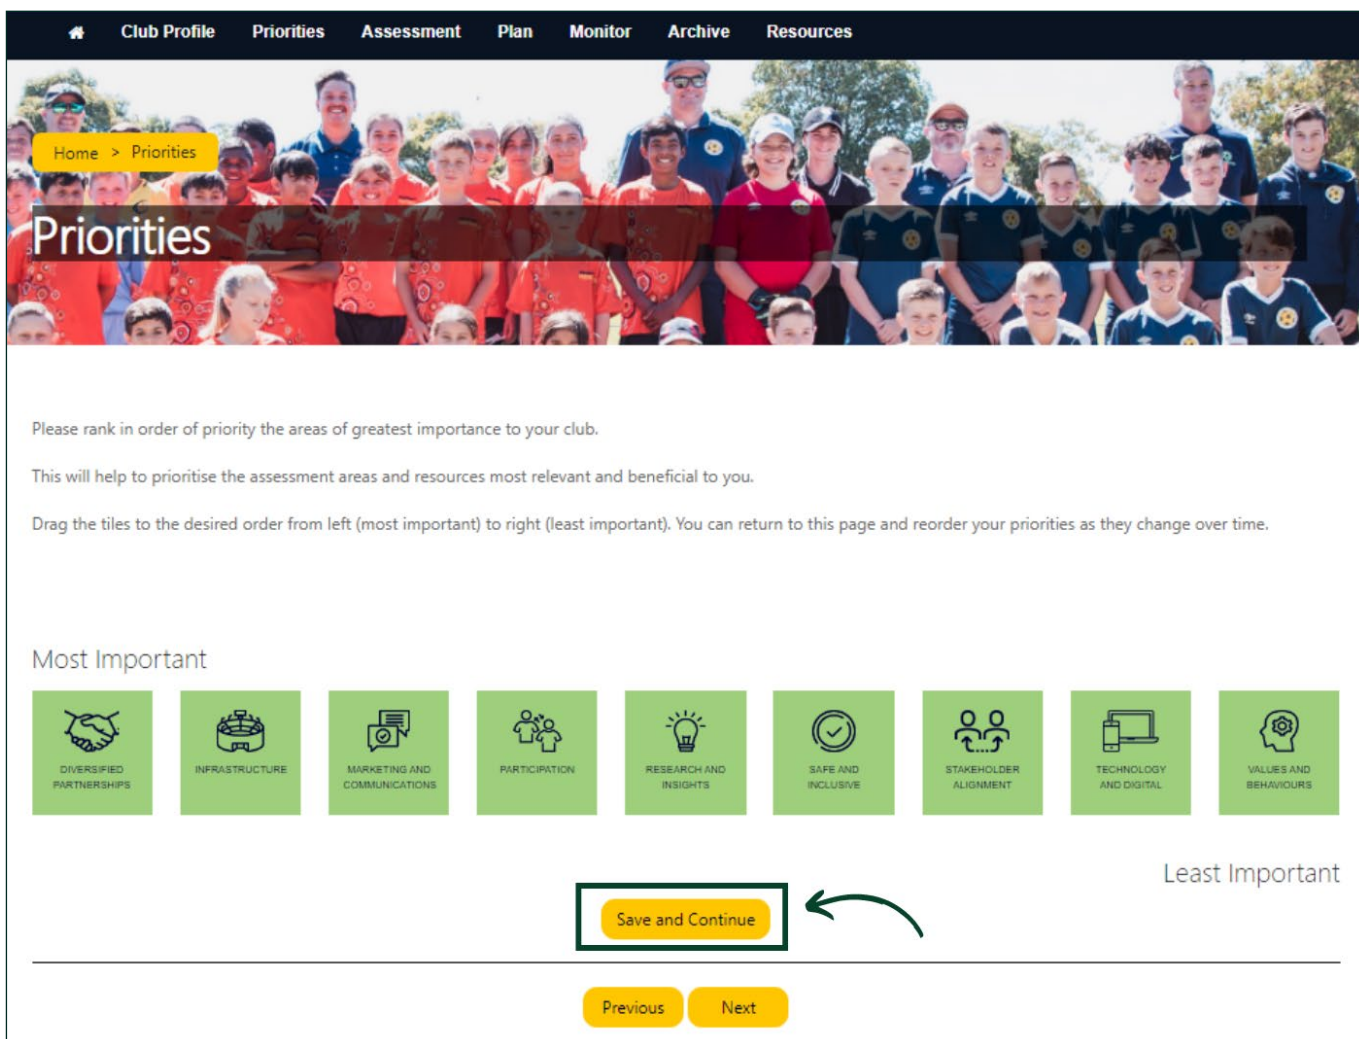 Club Profile Priorities Assessment Plan Monitor Archive Resources
Home > Priorities
Priorities
Please rank in order of priority the areas of greatest importance to your club.
This will help to prioritise the assessment areas and resources most relevant and beneficial to you.
Drag the tiles to the desired order from left (most important) to right (least important). You can return to this page and reorder your priorities as they change over time.
Most Important
DIVERSIFIED
PARTNERSHIPS
INFRASTRUCTURE
MARKETING AND
COMMUNICATIONS
PARTICIPATION
RESEARCH AND
INSIGHTS
SAFE AND
INCLUSIVE
STAKEHOLDER
ALIGNMENT
TECHNOLOGY
AND DIGITAL
VALUES AND
BEHAVIOURS
Least Important
Save and Continue
Previous Next